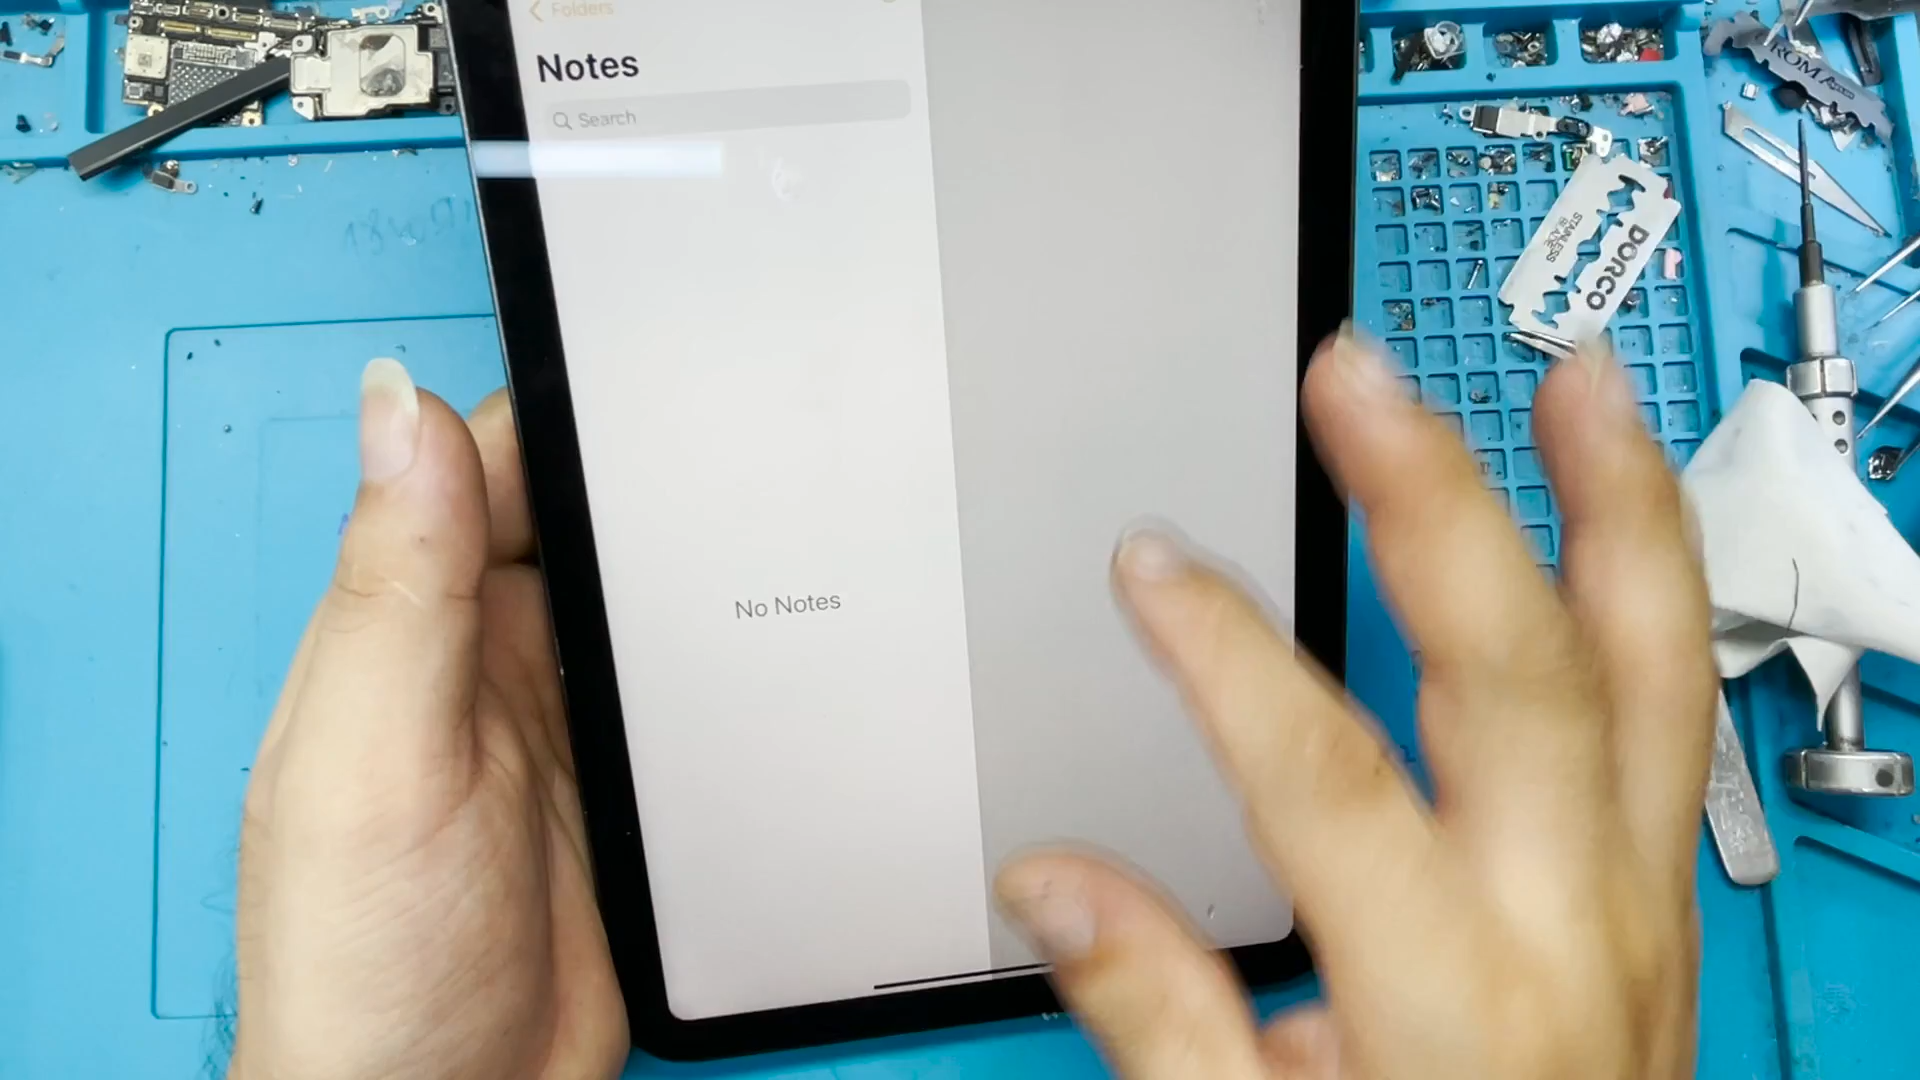 Folders
Notes
Search
No Notes
STAINLESS
BLADE
DORCO